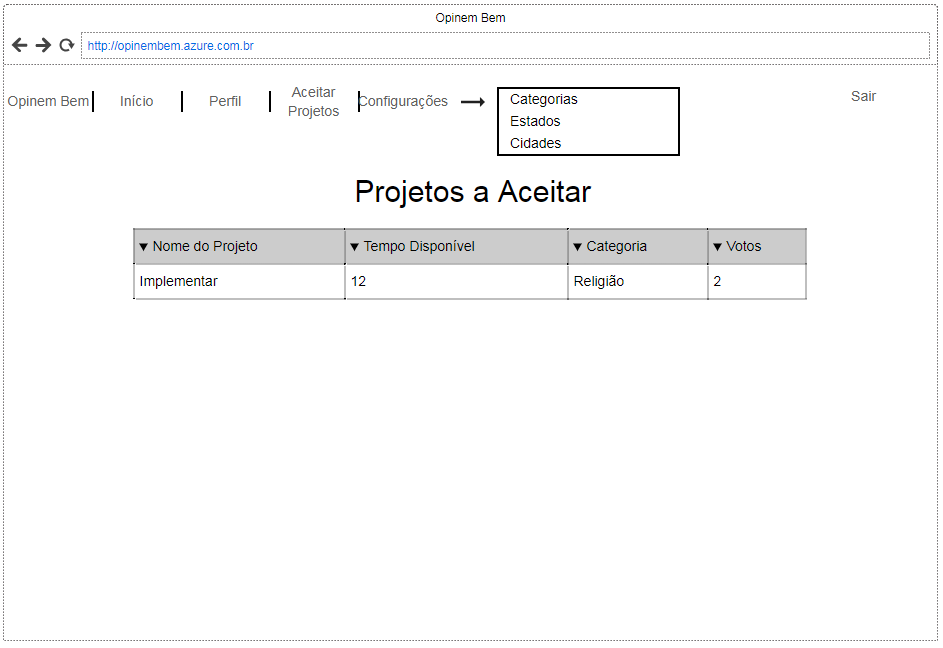 Opinem Bem
http://opinembem.azure.com.br
Opinem Bem
Início
Perfil
Aceitar
Projetos
Configurações
Categorias
Estados
Cidades
Sair
Projetos a Aceitar
Nome do Projeto Tempo Disponível Categoria Votos
Implementar 12 Religião 2